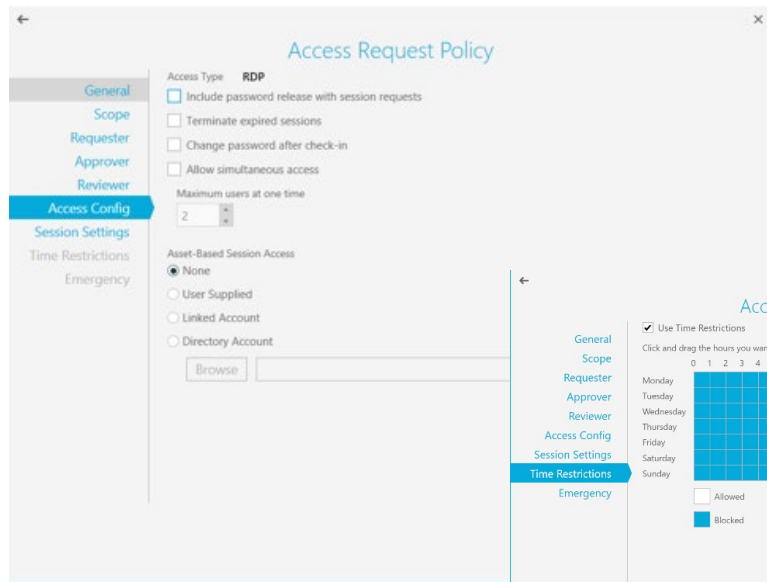 Access Request Policy
General
Scope
Requester
Approver
Reviewer
Access Config
Session Settings
Time Restrictions
Emergency
Access Type RDP
Include password release with session requests
Terminate expired sessions
Change password after check-in
Allow simultaneous access
Maximum users at one time
2
Asset-Based Session Access
None
User Supplied
Linked Account
Directory Account
Browse
Acc
General
Scope
Requester
Approver
Reviewer
Access Config
Session Settings
Time Restrictions
Emergency
Use Time Restrictions
Click and drag the hours you wan
0 1 2 3 4
Monday
Tuesday
Wednesday
Thursday
Friday
Saturday
Sunday
Allowed
Blocked